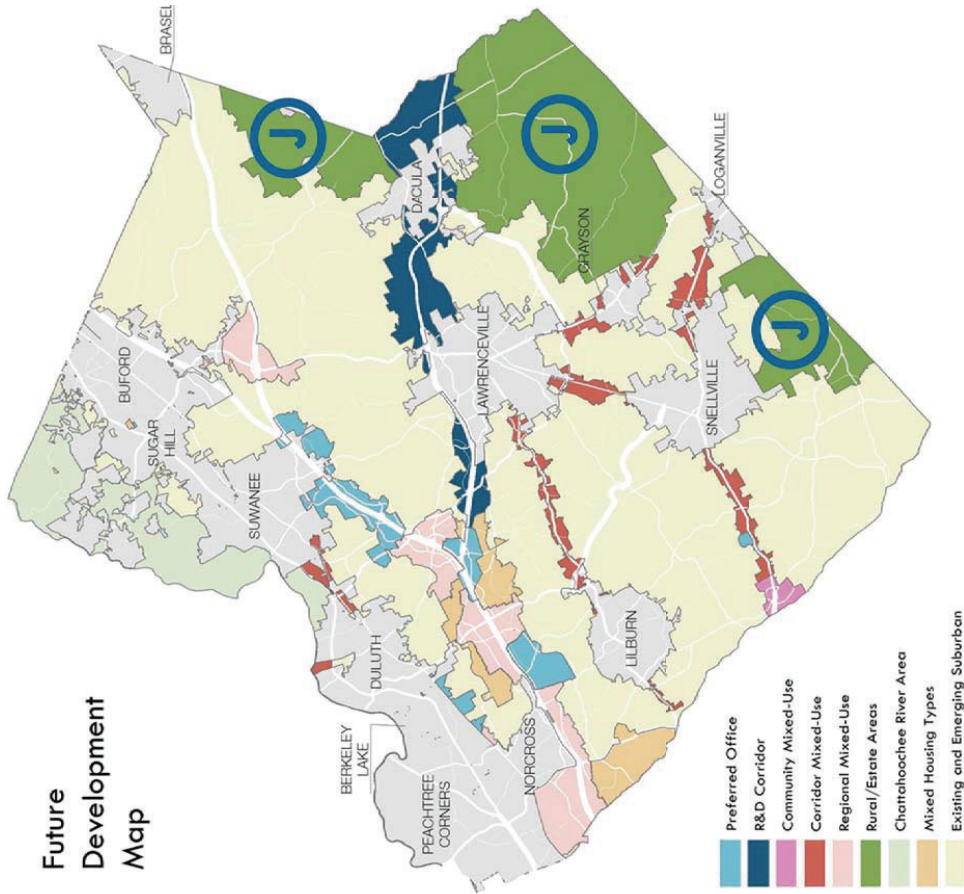 Future
Development
Map
BRASEL
BUFORD
SUGAR
HILL
SUWANEE
BERKELEY
LAKE
DULUTH
PEACHTREE
CORNERS
NORCROSS
DACULA
J
LAWRENCEVILLE
J
GRAYSON
LOGANVILLE
LILBURN
SNELLVILLE
J
Preferred Office
R&D Corridor
Community Mixed-Use
Corridor Mixed-Use
Regional Mixed-Use
Rural/Estate Areas
Chattahoochee River Area
Mixed Housing Types
Existing and Emerging Suburban